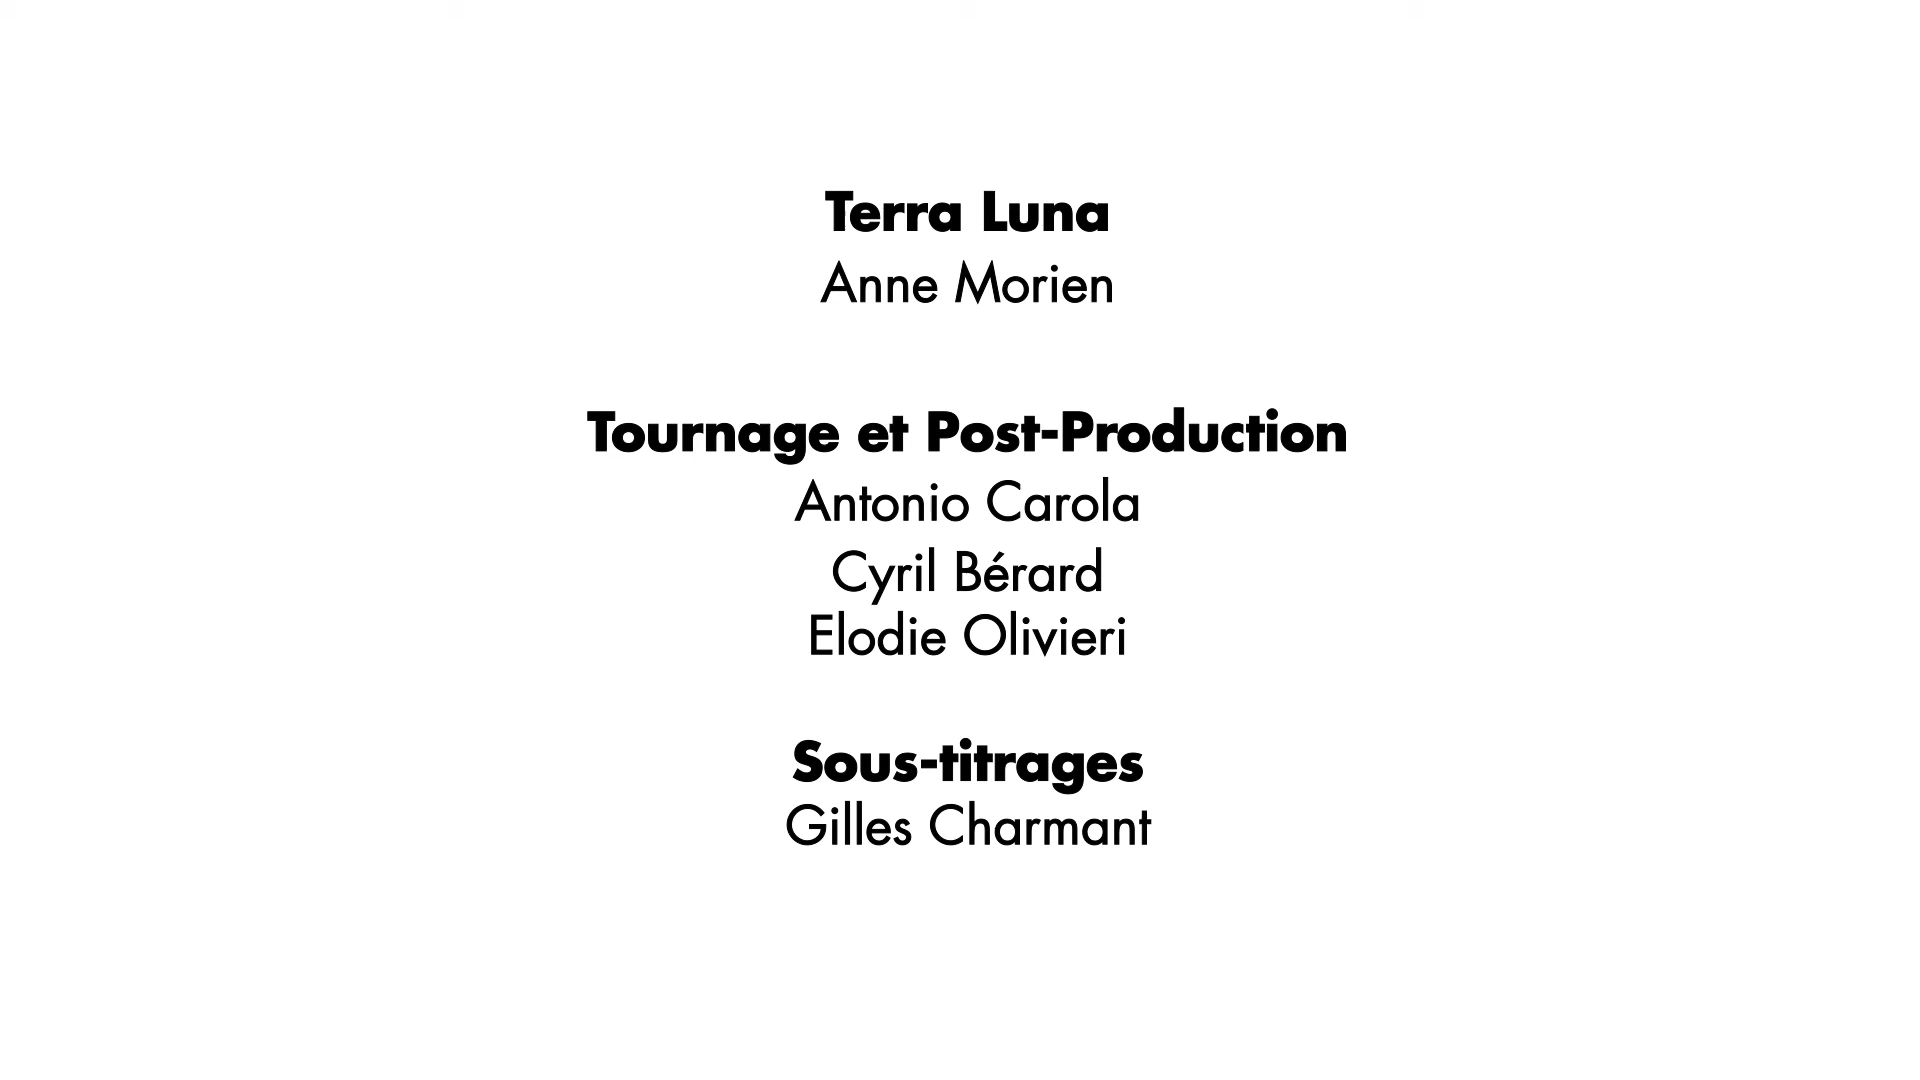 Terra Luna
Anne Morien
Tournage et Post-Production
Antonio Carola
Cyril Bérard
Elodie Olivieri
Sous-titrages
Gilles Charmant